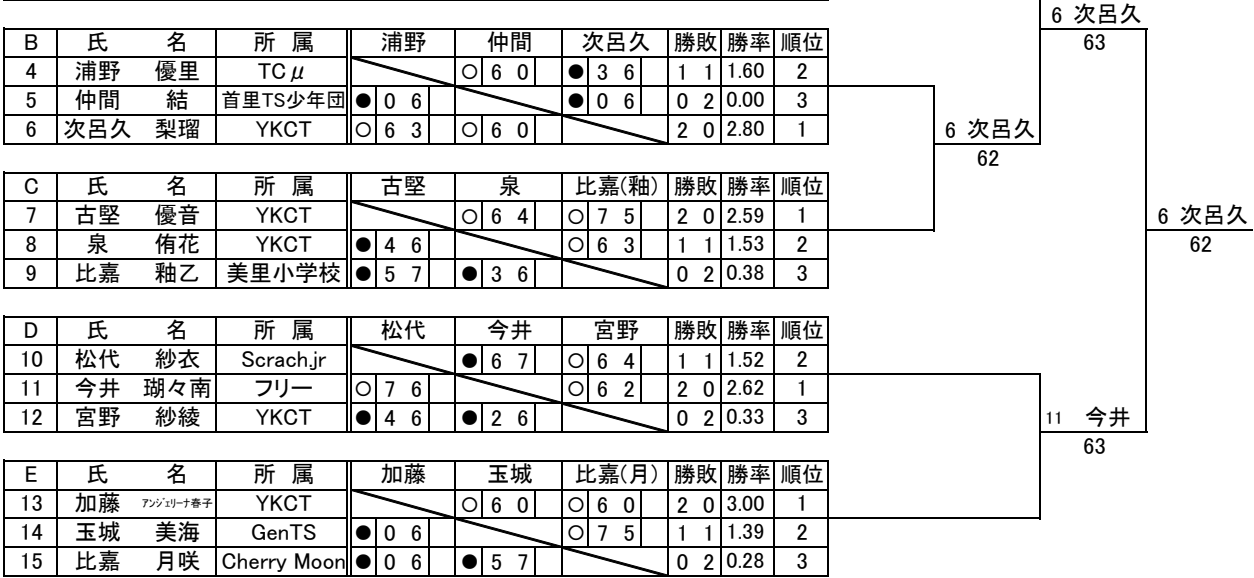 6 次呂久
63
B 氏 名 所 属 浦野 仲間 次呂久 勝敗 勝率 順位
4 浦野 優里 TCμ ○ 6 0 ● 3 6 1 1 1.60 2
5 仲間 結 首里TS少年団 ● 0 6 ● 0 6 0 2 0.00 3
6 次呂久 梨瑠 YKCT ○ 6 3 ○ 6 0 2 0 2.80 1
6 次呂久
62
C 氏 名 所 属 古堅 泉 比嘉(釉) 勝敗 勝率 順位
7 古堅 優音 YKCT ○ 6 4 ○ 7 5 2 0 2.59 1
8 泉 侑花 YKCT ● 4 6 ○ 6 3 1 1 1.53 2
9 比嘉 釉乙 美里小学校 ● 5 7 ● 3 6 0 2 0.38 3
6 次呂久
62
D 氏 名 所 属 松代 今井 宮野 勝敗 勝率 順位
10 松代 紗衣 Scrach.jr ● 6 7 ○ 6 4 1 1 1.52 2
11 今井 瑚々南 フリー ○ 7 6 ○ 6 2 2 0 2.62 1
12 宮野 紗綾 YKCT ● 4 6 ● 2 6 0 2 0.33 3
11 今井
63
E 氏 名 所 属 加藤 玉城 比嘉(月) 勝敗 勝率 順位
13 加藤 アンジェリーナ春子 YKCT ○ 6 0 ○ 6 0 2 0 3.00 1
14 玉城 美海 GenTS ● 0 6 ○ 7 5 1 1 1.39 2
15 比嘉 月咲 Cherry Moon ● 0 6 ● 5 7 0 2 0.28 3